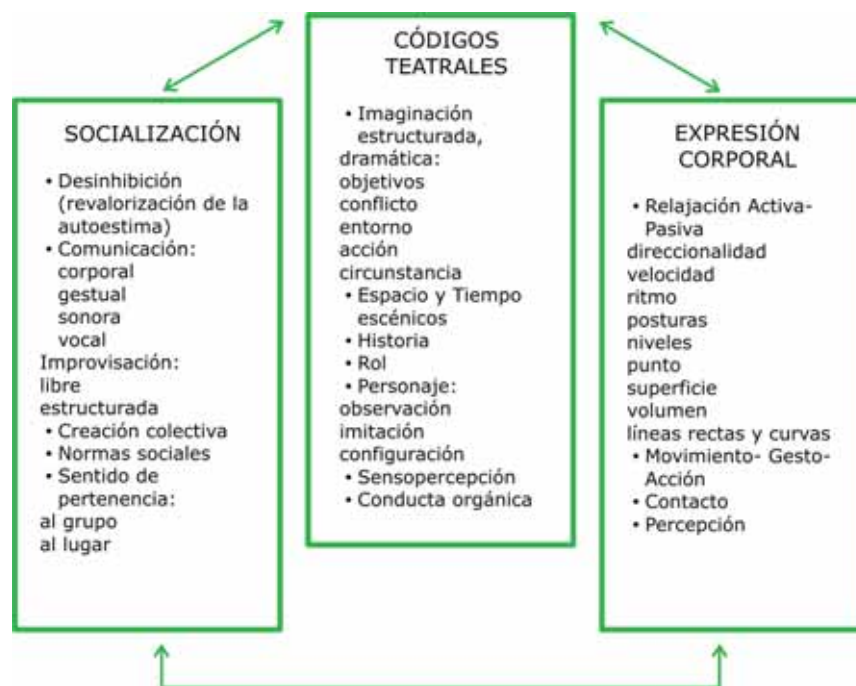 SOCIALIZACIÓN
• Desinhibición
(revalorización de la
autoestima)
• Comunicación:
corporal
gestual
sonora
vocal
Improvisación:
libre
estructurada
• Creación colectiva
• Normas sociales
• Sentido de
pertenencia:
al grupo
al lugar
CÓDIGOS
TEATRALES
• Imaginación
estructurada,
dramática:
objetivos
conflicto
entorno
acción
circunstancia
• Espacio y Tiempo
escénicos
• Historia
• Rol
• Personaje:
observación
imitación
configuración
• Sensopercepción
• Conducta orgánica
EXPRESIÓN
CORPORAL
• Relajación Activa-
Pasiva
direccionalidad
velocidad
ritmo
posturas
niveles
punto
superficie
volumen
líneas rectas y curvas
• Movimiento- Gesto-
Acción
• Contacto
• Percepción